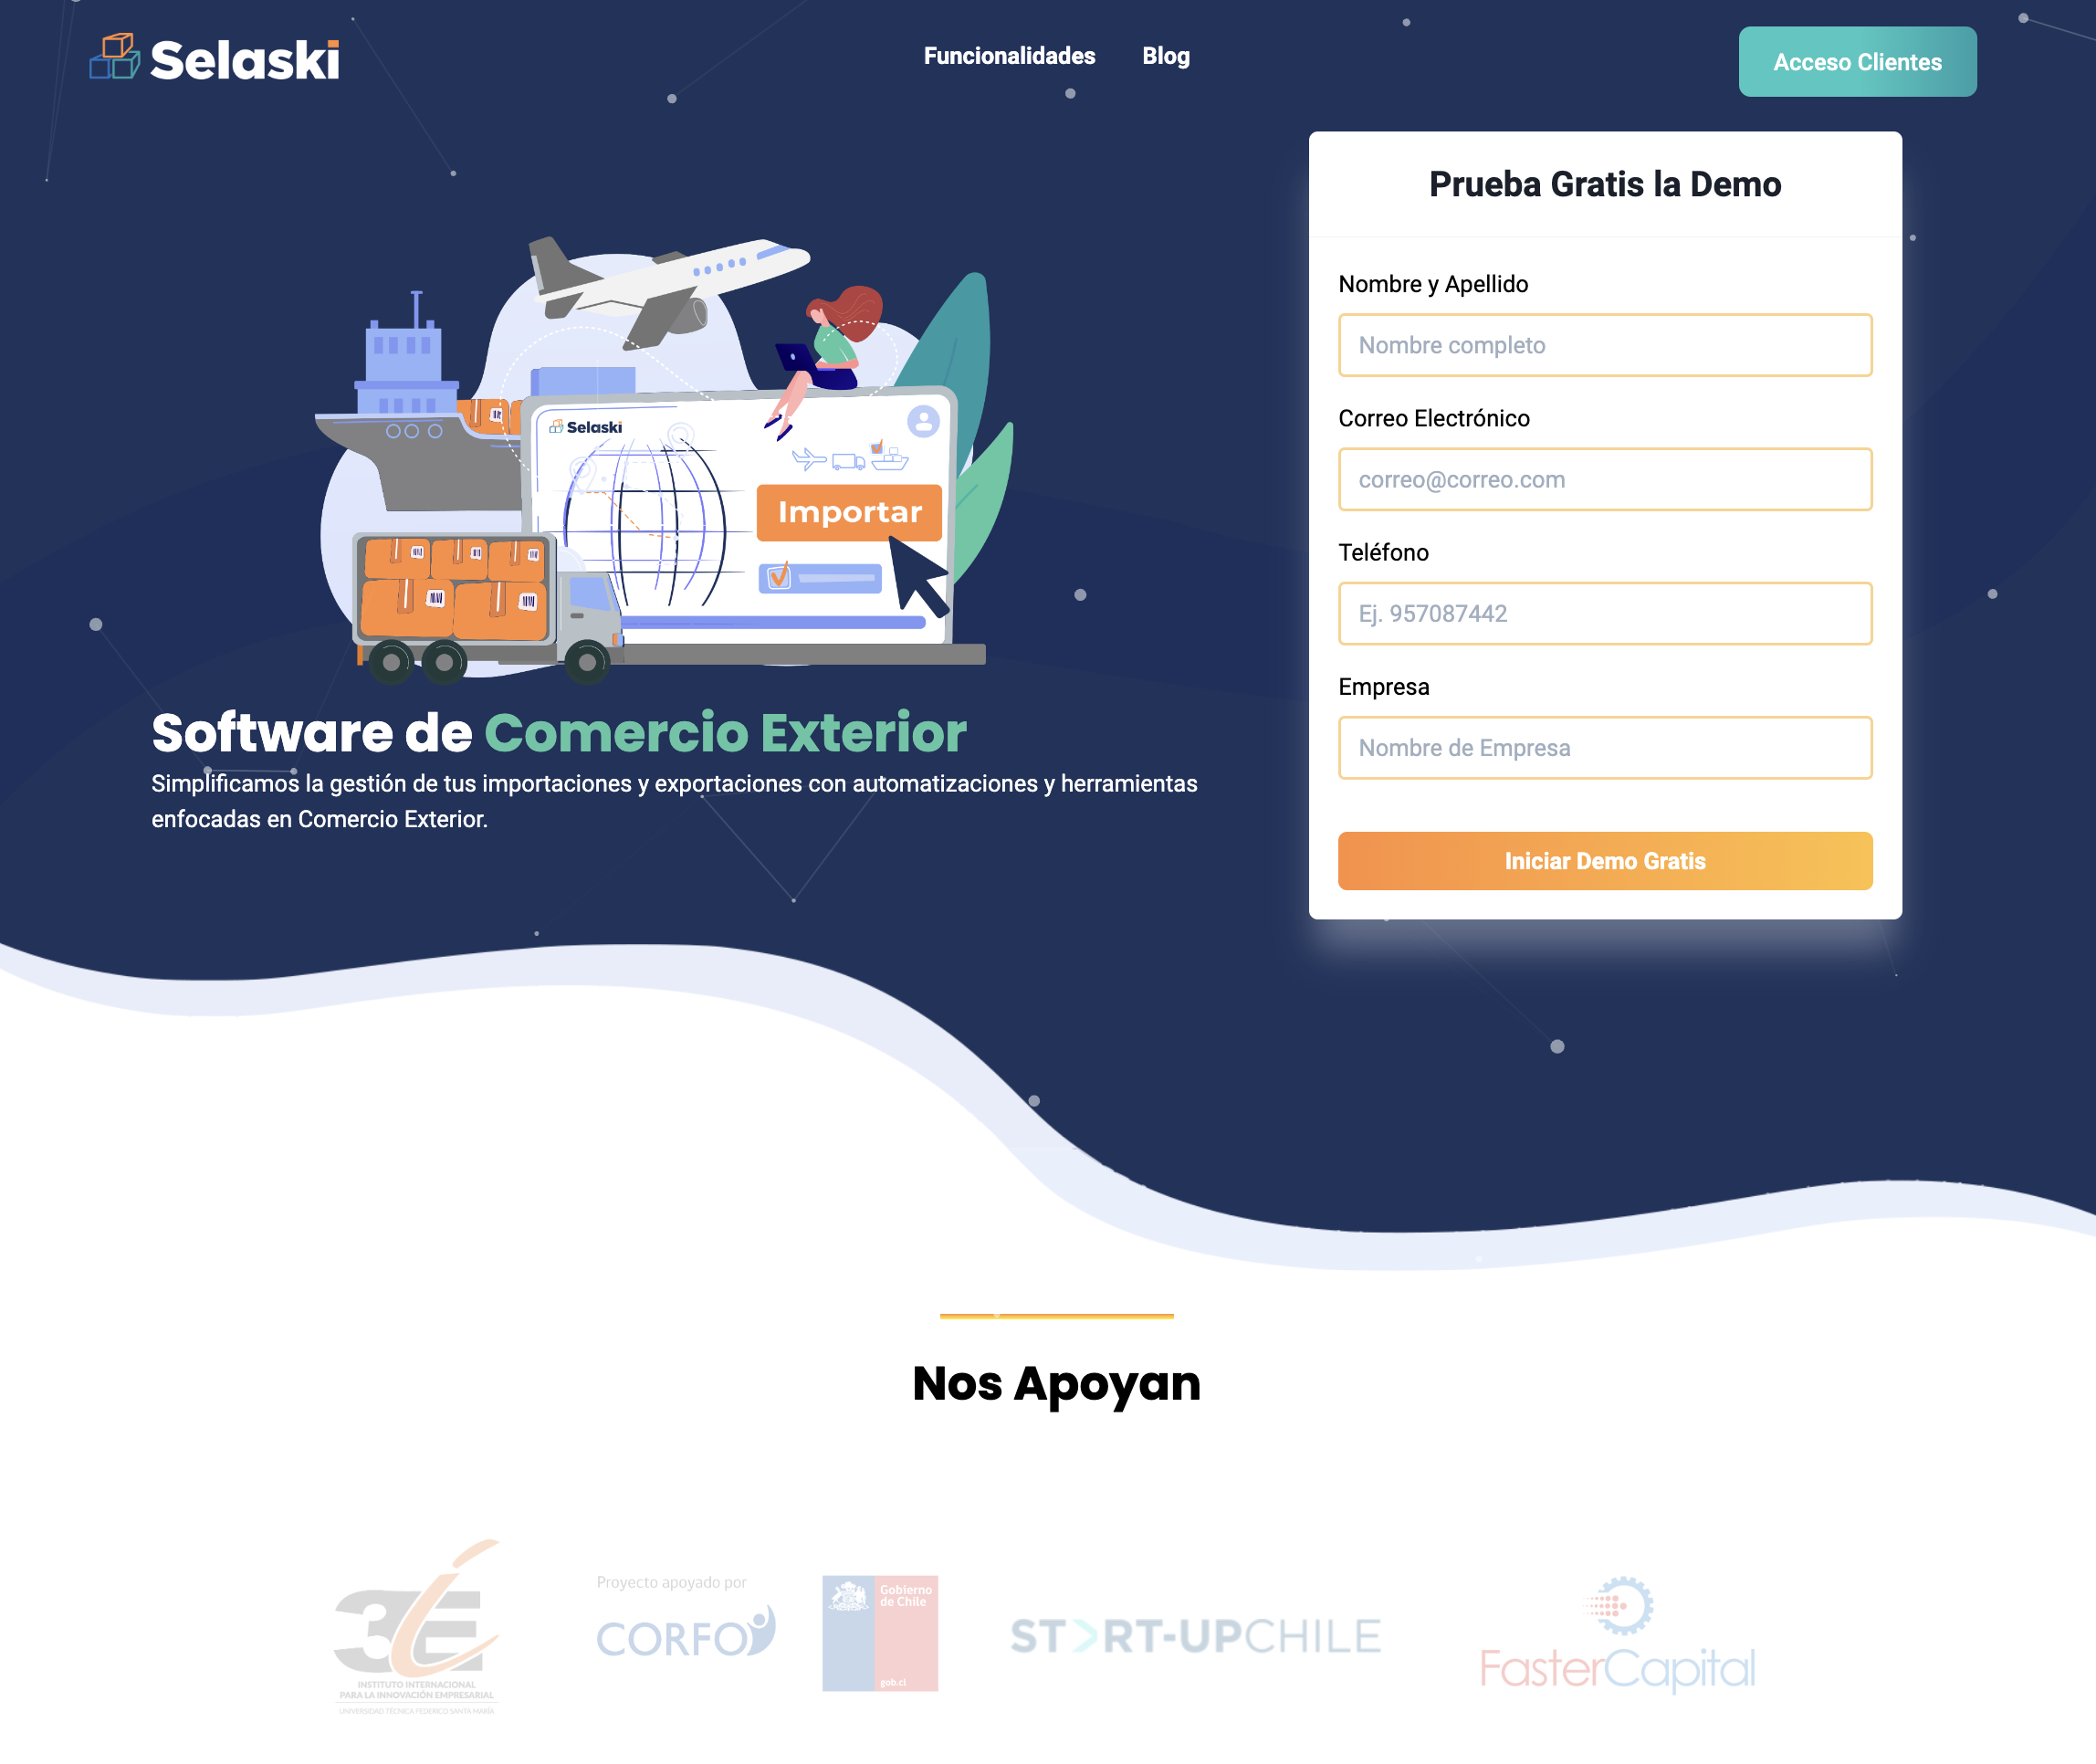 Selaski
Funcionalidades
Blog
Acceso Clientes
Prueba Gratis la Demo
Nombre y Apellido
Nombre completo
Correo Electrónico
correo@correo.com
Teléfono
Ej. 957087442
Empresa
Nombre de Empresa
Iniciar Demo Gratis
Selaski
Importar
Software de Comercio Exterior
Simplificamos la gestión de tus importaciones y exportaciones con automatizaciones y herramientas
enfocadas en Comercio Exterior.
Nos Apoyan
3IE
INSTITUTO INTERNACIONAL
PARA LA INNOVACIÓN EMPRESARIAL
UNIVERSIDAD TÉCNICA FEDERICO SANTA MARÍA
Proyecto apoyado por
CORFO
Gobierno
de Chile
gob.cl
START-UPCHILE
FasterCapital